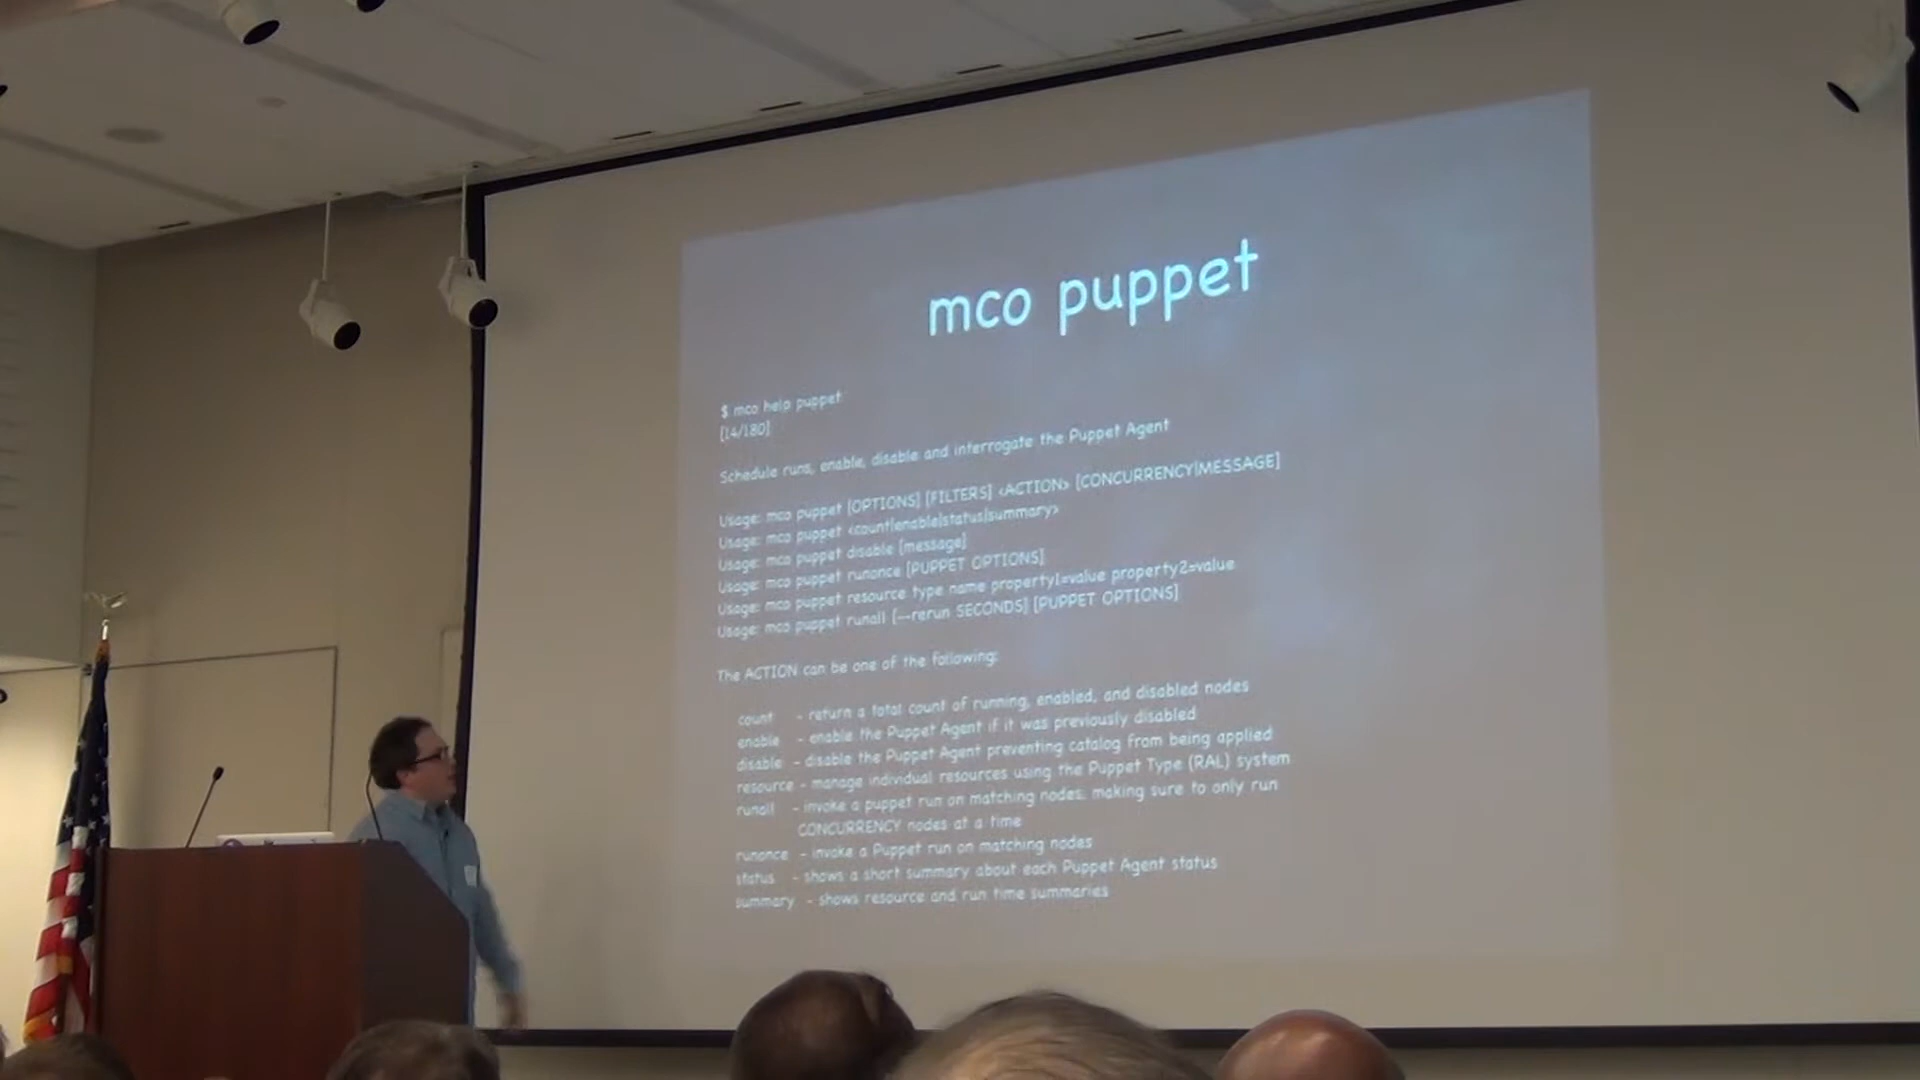 mco puppet
$ mco help puppet
[14/180]
Schedule runs, enable, disable and interrogate the Puppet Agent
Usage: mco puppet [OPTIONS] [FILTERS] <ACTION> [CONCURRENCY|MESSAGE]
Usage: mco puppet <count|enable|status|summary>
Usage: mco puppet disable [message]
Usage: mco puppet runonce [PUPPET OPTIONS]
Usage: mco puppet resource type name property1=value property2=value
Usage: mco puppet runall [--rerun SECONDS] [PUPPET OPTIONS]
The ACTION can be one of the following:
count - return a total count of running, enabled, and disabled nodes
enable - enable the Puppet Agent if it was previously disabled
disable - disable the Puppet Agent preventing catalog from being applied
resource - manage individual resources using the Puppet Type (RAL) system
runall - invoke a puppet run on matching nodes, making sure to only run
CONCURRENCY nodes at a time
runonce - invoke a Puppet run on matching nodes
status - shows a short summary about each Puppet Agent status
summary - shows resource and run time summaries